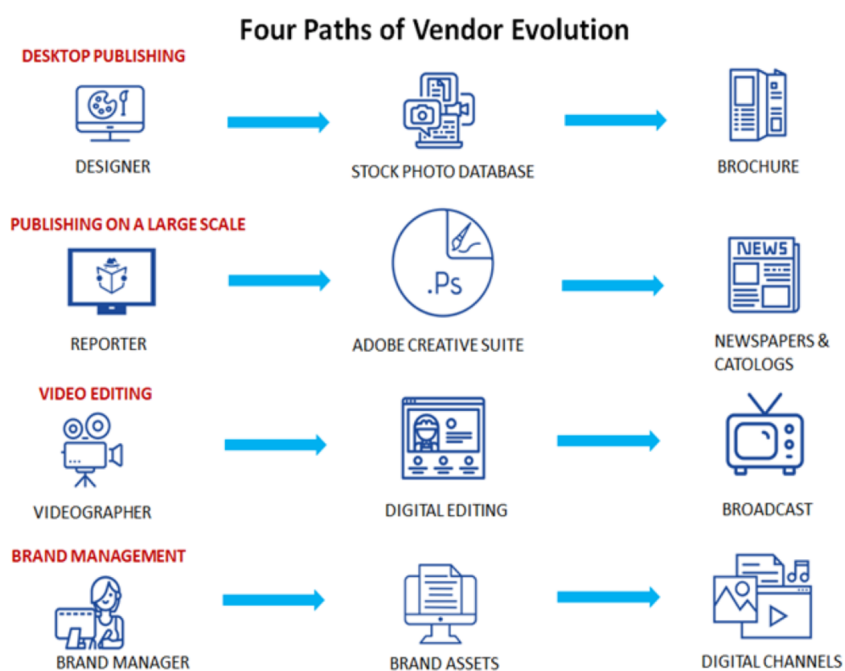 Four Paths of Vendor Evolution
DESKTOP PUBLISHING
DESIGNER
STOCK PHOTO DATABASE
BROCHURE
PUBLISHING ON A LARGE SCALE
.Ps
NEWS
REPORTER
ADOBE CREATIVE SUITE
NEWSPAPERS &
CATOLOGS
VIDEO EDITING
VIDEOGRAPHER
DIGITAL EDITING
BROADCAST
BRAND MANAGEMENT
BRAND MANAGER
BRAND ASSETS
DIGITAL CHANNELS